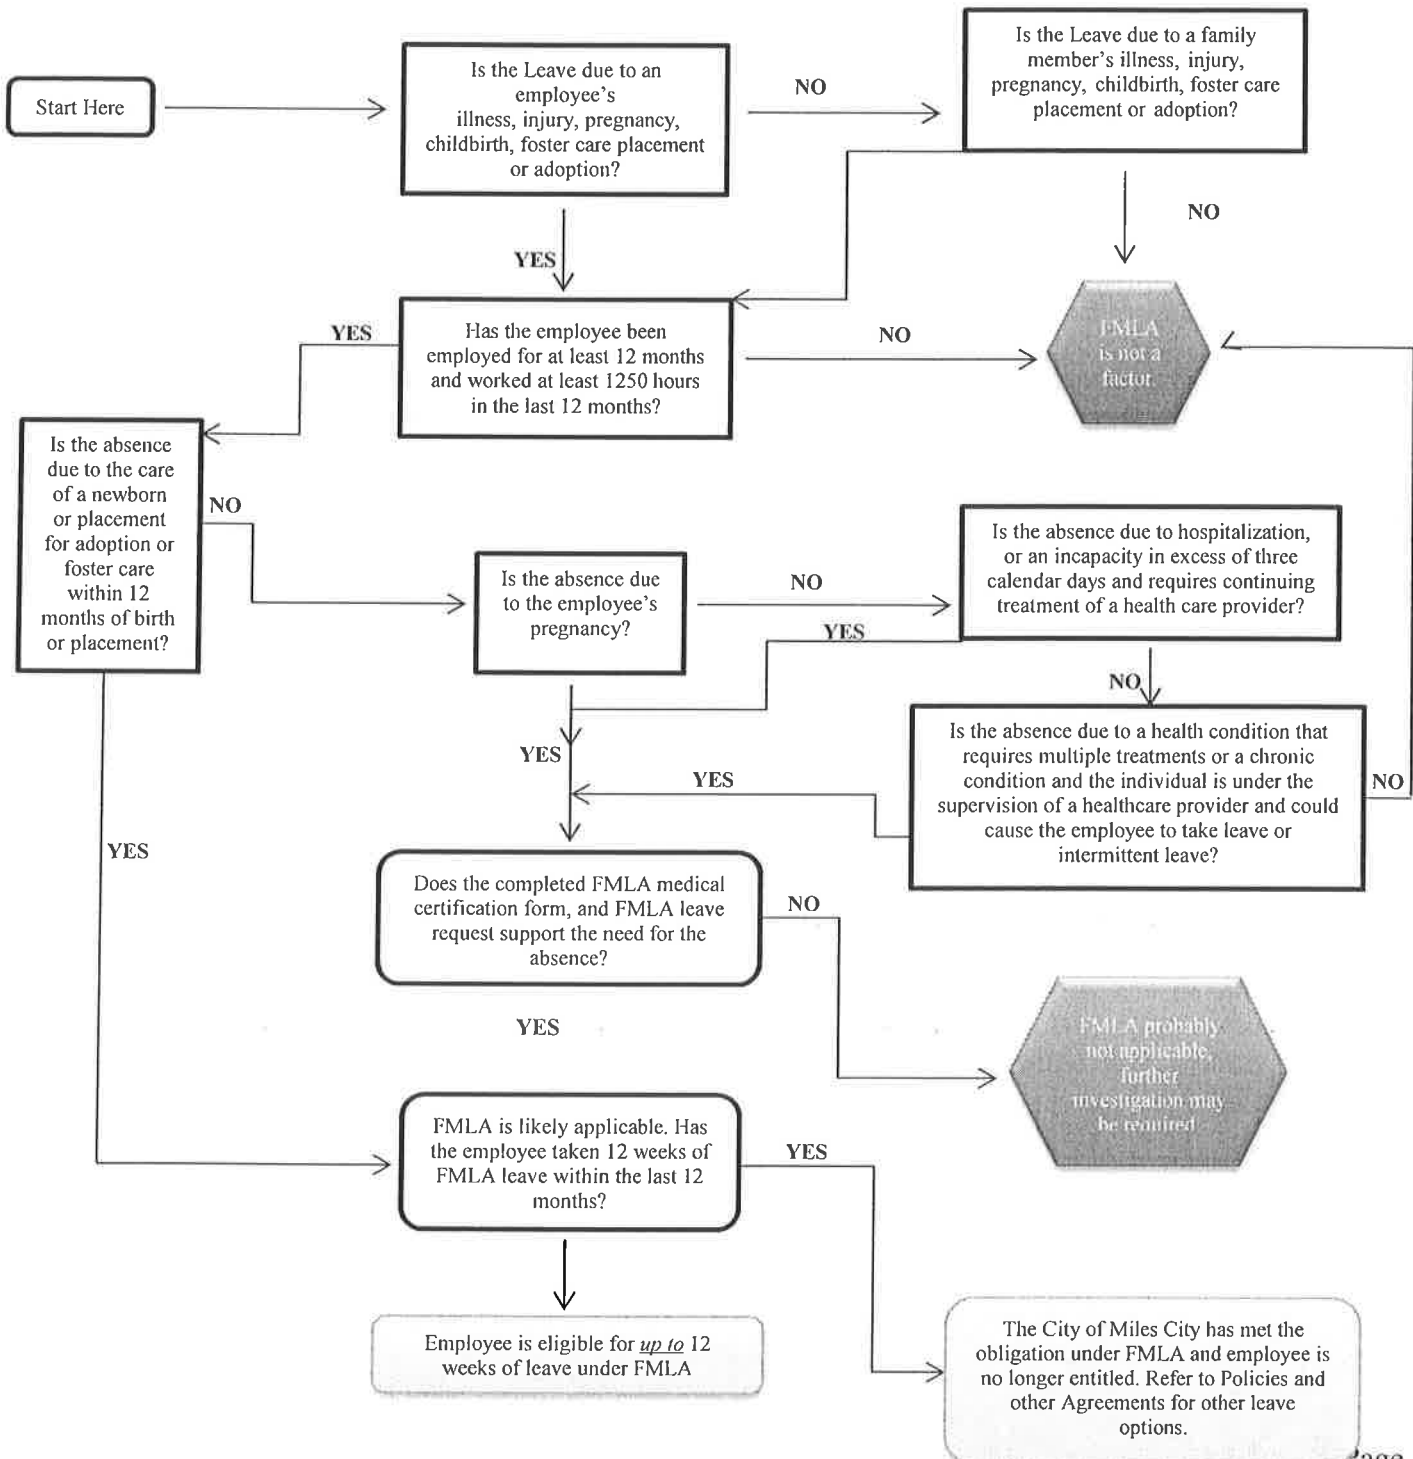 Start Here
Is the Leave due to an
employee's
illness, injury, pregnancy,
childbirth, foster care placement
or adoption?
NO
Is the Leave due to a family
member's illness, injury,
pregnancy, childbirth, foster care
placement or adoption?
NO
YES
FMLA
is not a
factor.
Has the employee been
employed for at least 12 months
and worked at least 1250 hours
in the last 12 months?
NO
YES
Is the absence
due to the care
of a newborn
or placement
for adoption or
foster care
within 12
months of birth
or placement?
NO
Is the absence due
to the employee's
pregnancy?
NO
Is the absence due to hospitalization,
or an incapacity in excess of three
calendar days and requires continuing
treatment of a health care provider?
YES
NO
YES
Is the absence due to a health condition that
requires multiple treatments or a chronic
condition and the individual is under the
supervision of a healthcare provider and could
cause the employee to take leave or
intermittent leave?
NO
YES
YES
Does the completed FMLA medical
certification form, and FMLA leave
request support the need for the
absence?
NO
YES
FMLA probably
not applicable,
further
investigation may
be required
FMLA is likely applicable. Has
the employee taken 12 weeks of
FMLA leave within the last 12
months?
YES
Employee is eligible for up to 12
weeks of leave under FMLA
The City of Miles City has met the
obligation under FMLA and employee is
no longer entitled. Refer to Policies and
other Agreements for other leave
options.